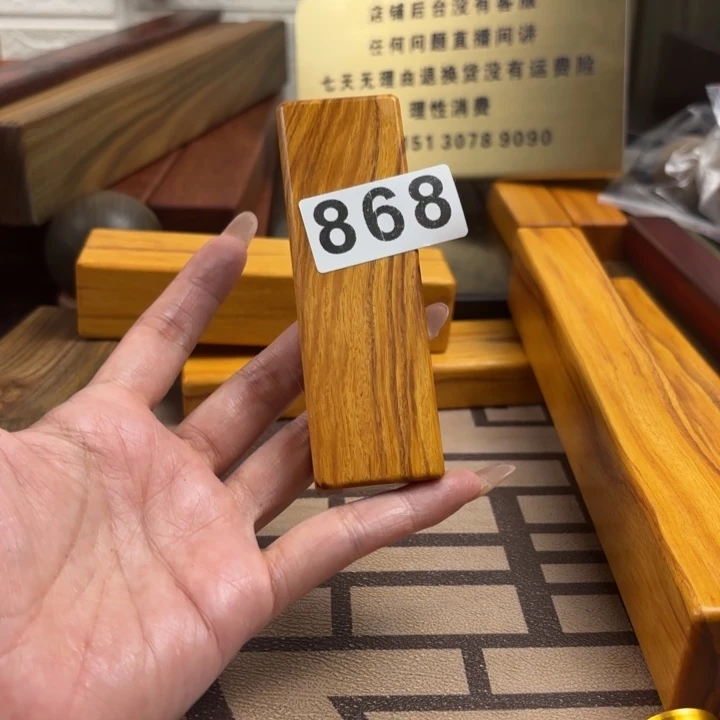 店铺后台没有客服
任何问题直播间讲
七天无理由退换货没有运费险
理性消费
151 3078 9090
868